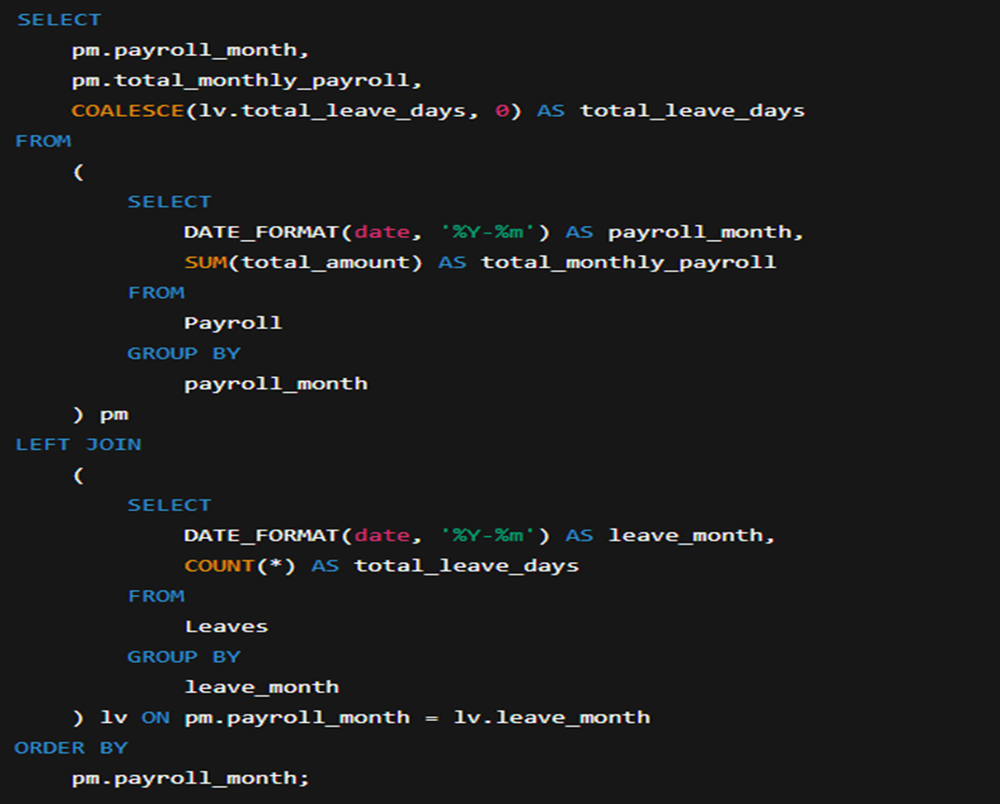 SELECT
    pm.payroll_month,
    pm.total_monthly_payroll,
    COALESCE(lv.total_leave_days, 0) AS total_leave_days
FROM
    (
        SELECT
            DATE_FORMAT(date, '%Y-%m') AS payroll_month,
            SUM(total_amount) AS total_monthly_payroll
        FROM
            Payroll
        GROUP BY
            payroll_month
    ) pm
LEFT JOIN
    (
        SELECT
            DATE_FORMAT(date, '%Y-%m') AS leave_month,
            COUNT(*) AS total_leave_days
        FROM
            Leaves
        GROUP BY
            leave_month
    ) lv ON pm.payroll_month = lv.leave_month
ORDER BY
    pm.payroll_month;